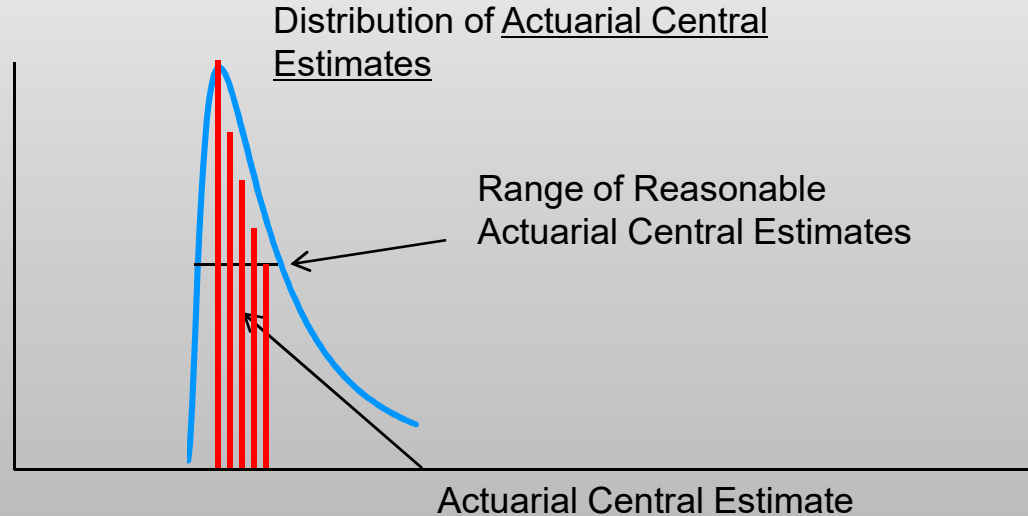 Distribution of Actuarial Central
Estimates
Range of Reasonable
Actuarial Central Estimates
Actuarial Central Estimate